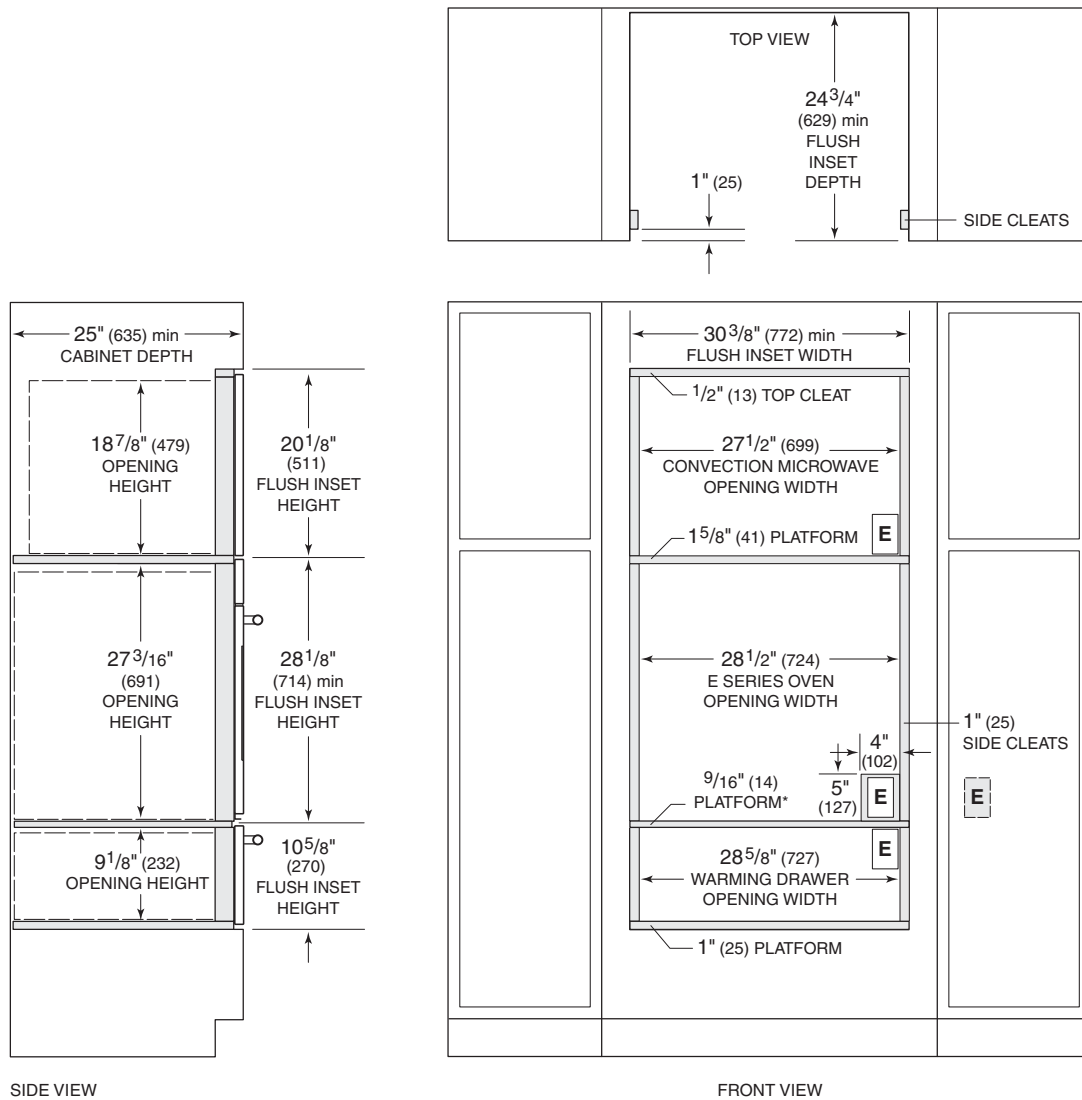 TOP VIEW
24 3/4"
(629) min
FLUSH
INSET
DEPTH
1" (25)
SIDE CLEATS
25" (635) min
CABINET DEPTH
18 7/8" (479)
OPENING
HEIGHT
20 1/8"
(511)
FLUSH INSET
HEIGHT
27 3/16"
(691)
OPENING
HEIGHT
28 1/8"
(714) min
FLUSH INSET
HEIGHT
9 1/8" (232)
OPENING HEIGHT
10 5/8"
(270)
FLUSH INSET
HEIGHT
SIDE VIEW
30 3/8" (772) min
FLUSH INSET WIDTH
1/2" (13) TOP CLEAT
27 1/2" (699)
CONVECTION MICROWAVE
OPENING WIDTH
E
1 5/8" (41) PLATFORM
28 1/2" (724)
E SERIES OVEN
OPENING WIDTH
1" (25)
SIDE CLEATS
4"
(102)
9/16" (14)
PLATFORM*
5"
(127)
E
E
E
28 5/8" (727)
WARMING DRAWER
OPENING WIDTH
1" (25) PLATFORM
FRONT VIEW